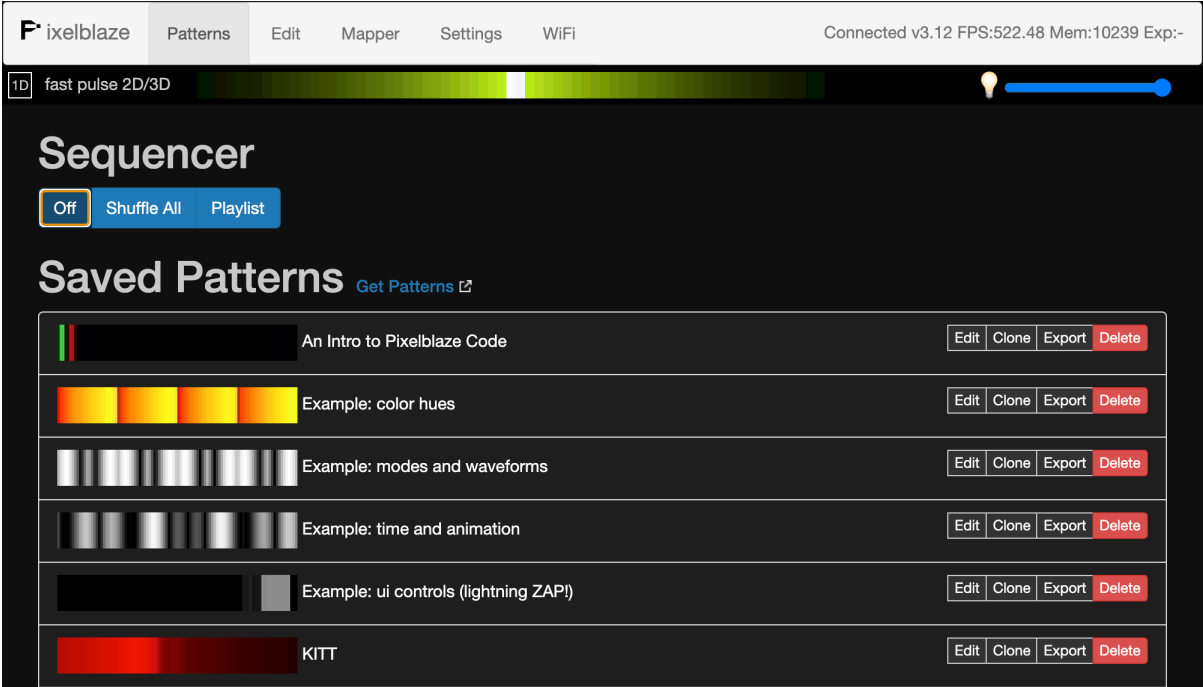 Pixelblaze Patterns Edit Mapper Settings WiFi Connected v3.12 FPS:522.48 Mem:10239 Exp:-
1D fast pulse 2D/3D
Sequencer
Off Shuffle All Playlist
Saved Patterns Get Patterns
An Intro to Pixelblaze Code Edit Clone Export Delete
Example: color hues Edit Clone Export Delete
Example: modes and waveforms Edit Clone Export Delete
Example: time and animation Edit Clone Export Delete
Example: ui controls (lightning ZAP!) Edit Clone Export Delete
KITT Edit Clone Export Delete